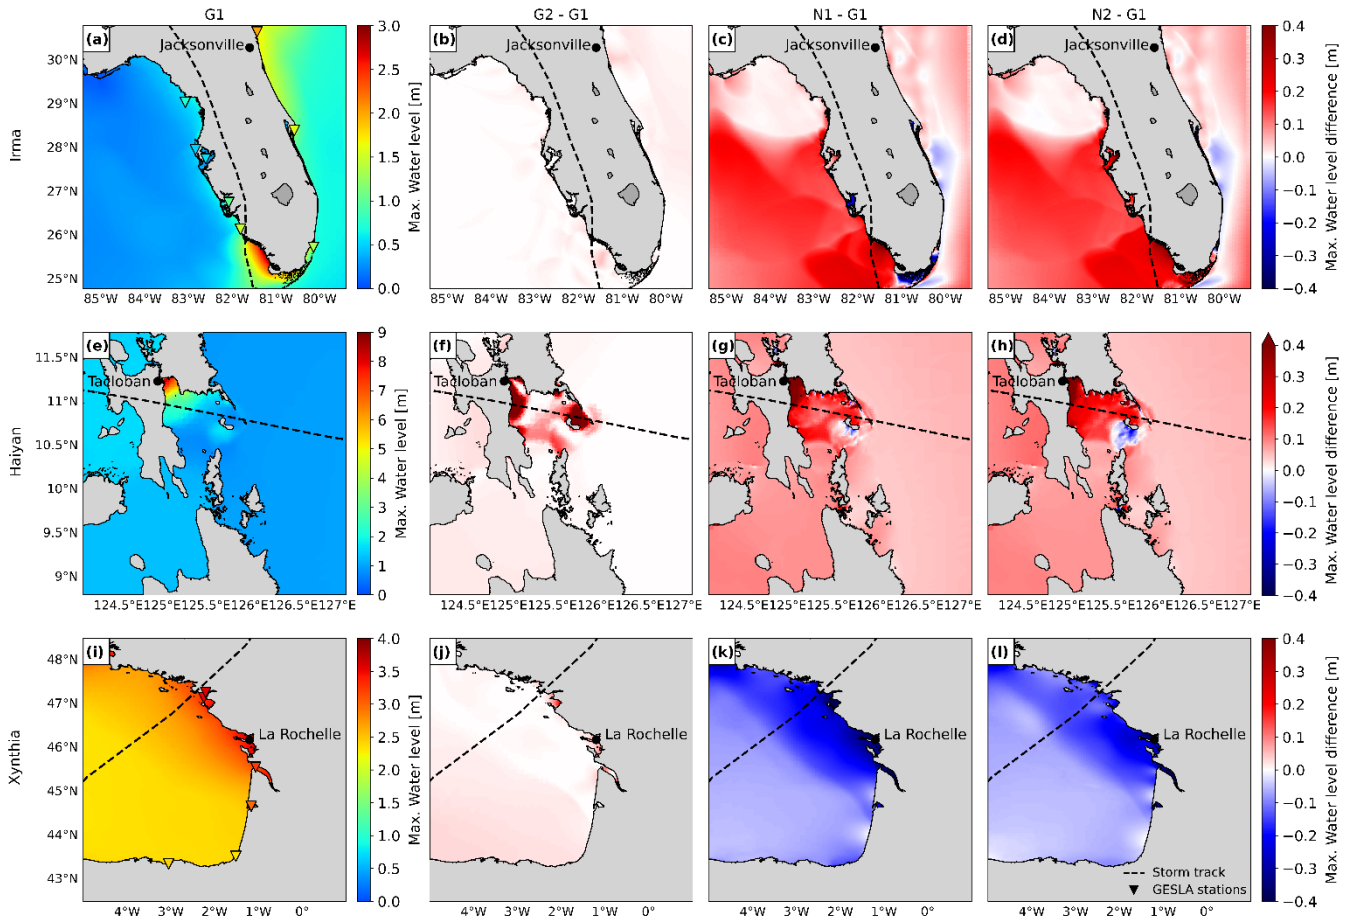 G1 G2 - G1 N1 - G1 N2 - G1
Irma
(a) Jacksonville
30°N
29°N
28°N
27°N
26°N
25°N
85°W 84°W 83°W 82°W 81°W 80°W
3.0
2.5
2.0
1.5
1.0
0.5
0.0
Max. Water level [m]
(b) Jacksonville
85°W 84°W 83°W 82°W 81°W 80°W
(c) Jacksonville
85°W 84°W 83°W 82°W 81°W 80°W
(d) Jacksonville
85°W 84°W 83°W 82°W 81°W 80°W
0.4
0.3
0.2
0.1
0.0
−0.1
−0.2
−0.3
−0.4
Max. Water level difference [m]
Haiyan
(e)
Tacloban
11.5°N
11°N
10.5°N
10°N
9.5°N
9°N
124.5°E125°E125.5°E126°E126.5°E127°E
9
8
7
6
5
4
3
2
1
0
Max. Water level [m]
(f)
Tacloban
124.5°E125°E125.5°E126°E126.5°E127°E
(g)
Tacloban
124.5°E125°E125.5°E126°E126.5°E127°E
(h)
Tacloban
124.5°E125°E125.5°E126°E126.5°E127°E
0.4
0.3
0.2
0.1
0.0
−0.1
−0.2
−0.3
−0.4
Max. Water level difference [m]
Xynthia
(i)
La Rochelle
48°N
47°N
46°N
45°N
44°N
43°N
4°W 2°W 1°W 0°
4.0
3.5
3.0
2.5
2.0
1.5
1.0
0.5
0.0
Max. Water level [m]
(j)
La Rochelle
4°W 2°W 1°W 0°
(k)
La Rochelle
4°W 2°W 1°W 0°
(l)
La Rochelle
Storm track
GESLA stations
4°W 2°W 1°W 0°
0.4
0.3
0.2
0.1
0.0
−0.1
−0.2
−0.3
−0.4
Max. Water level difference [m]